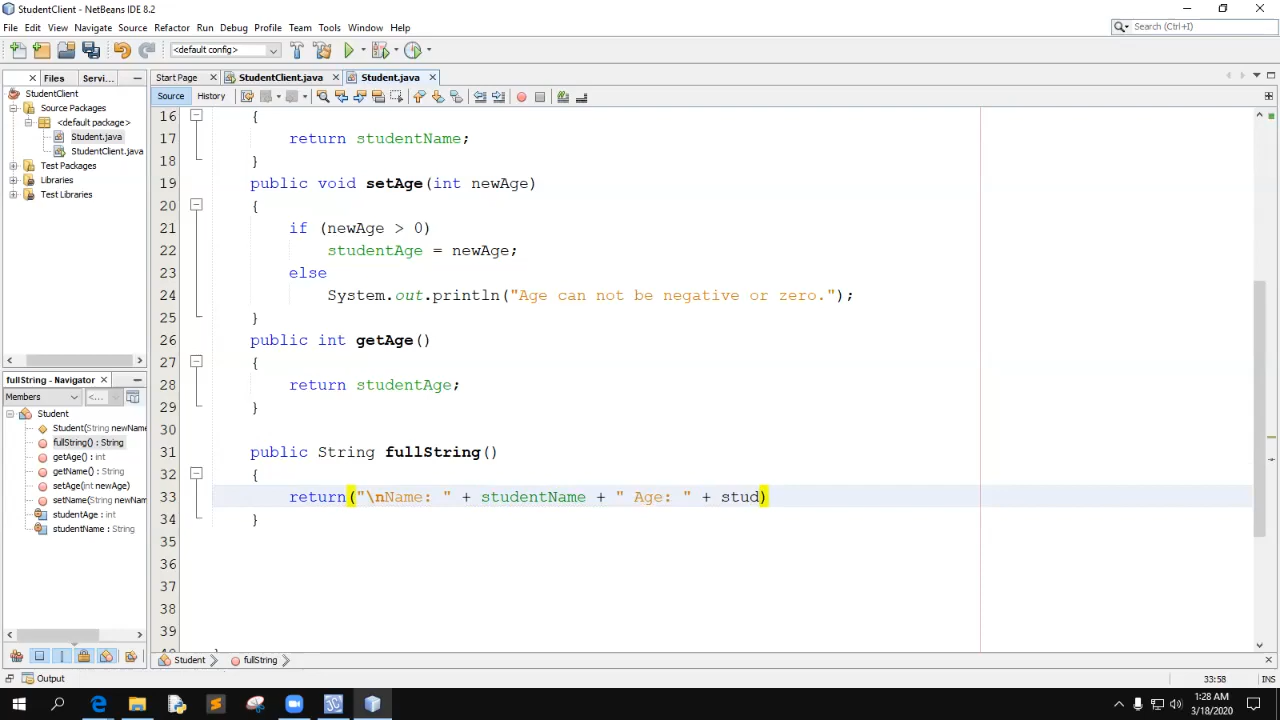 StudentClient - NetBeans IDE 8.2
File Edit View Navigate Source Refactor Run Debug Profile Team Tools Window Help
Search (Ctrl+I)
<default config>
Files Servi...
Start Page StudentClient.java Student.java
Source History
StudentClient
Source Packages
<default package>
Student.java
StudentClient.java
Test Packages
Libraries
Test Libraries
fullString - Navigator
Members <...
Student
Student(String newName
fullString() : String
getAge() : int
getName() : String
setAge(int newAge)
setName(String newNam
studentAge : int
studentName : String
16 {
17 return studentName;
18 }
19 public void setAge(int newAge)
20 {
21 if (newAge > 0)
22 studentAge = newAge;
23 else
24 System.out.println("Age can not be negative or zero.");
25 }
26 public int getAge()
27 {
28 return studentAge;
29 }
30
31 public String fullString()
32 {
33 return("\nName: " + studentName + " Age: " + stud)
34 }
35
36
37
38
39
Student fullString
Output
33:58 INS
1:28 AM
3/18/2020